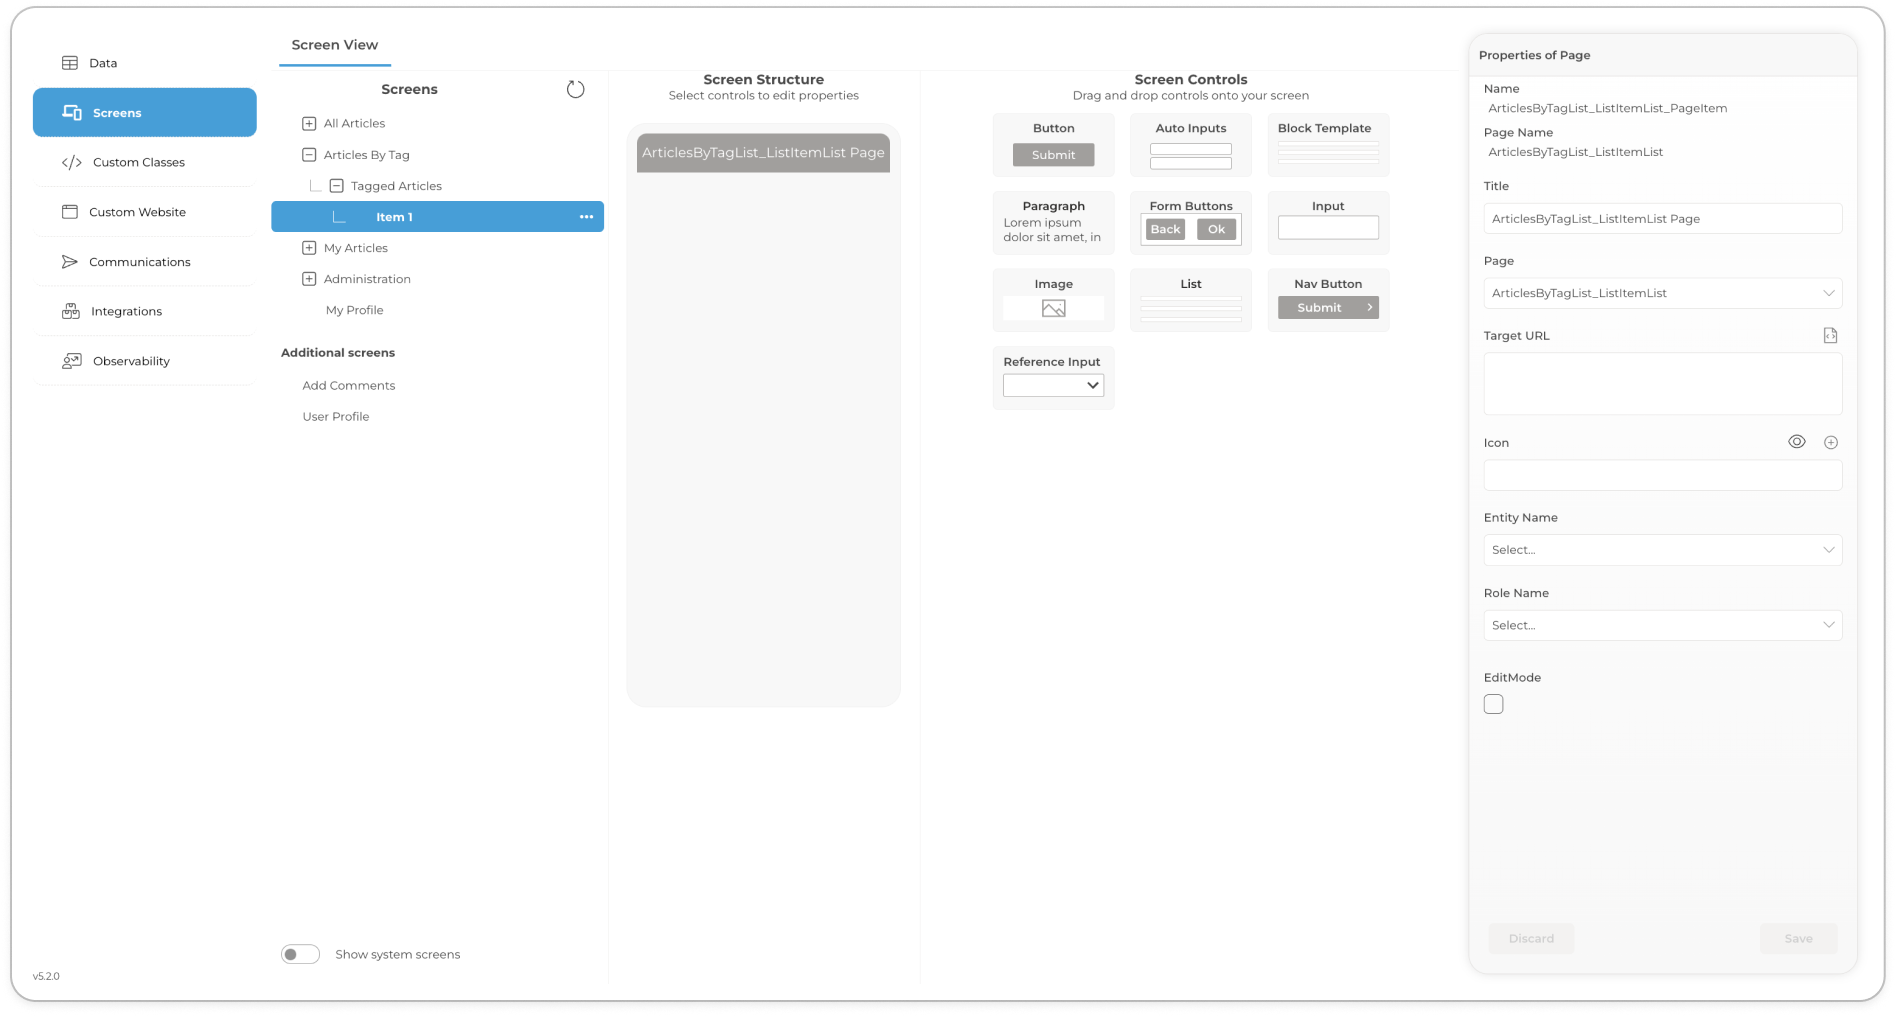 Data
Screens
Custom Classes
Custom Website
Communications
Integrations
Observability
v5.2.0
Screen View
Screens
All Articles
Articles By Tag
Tagged Articles
Item 1
My Articles
Administration
My Profile
Additional screens
Add Comments
User Profile
Show system screens
Screen Structure
Select controls to edit properties
ArticlesByTagList_ListItemList Page
Screen Controls
Drag and drop controls onto your screen
Button
Submit
Auto Inputs
Block Template
Paragraph
Lorem ipsum
dolor sit amet, in
Form Buttons
Back Ok
Input
Image
List
Nav Button
Submit
Reference Input
Properties of Page
Name
ArticlesByTagList_ListItemList_PageItem
Page Name
ArticlesByTagList_ListItemList
Title
ArticlesByTagList_ListItemList Page
Page
ArticlesByTagList_ListItemList
Target URL
Icon
Entity Name
Select...
Role Name
Select...
EditMode
Discard Save